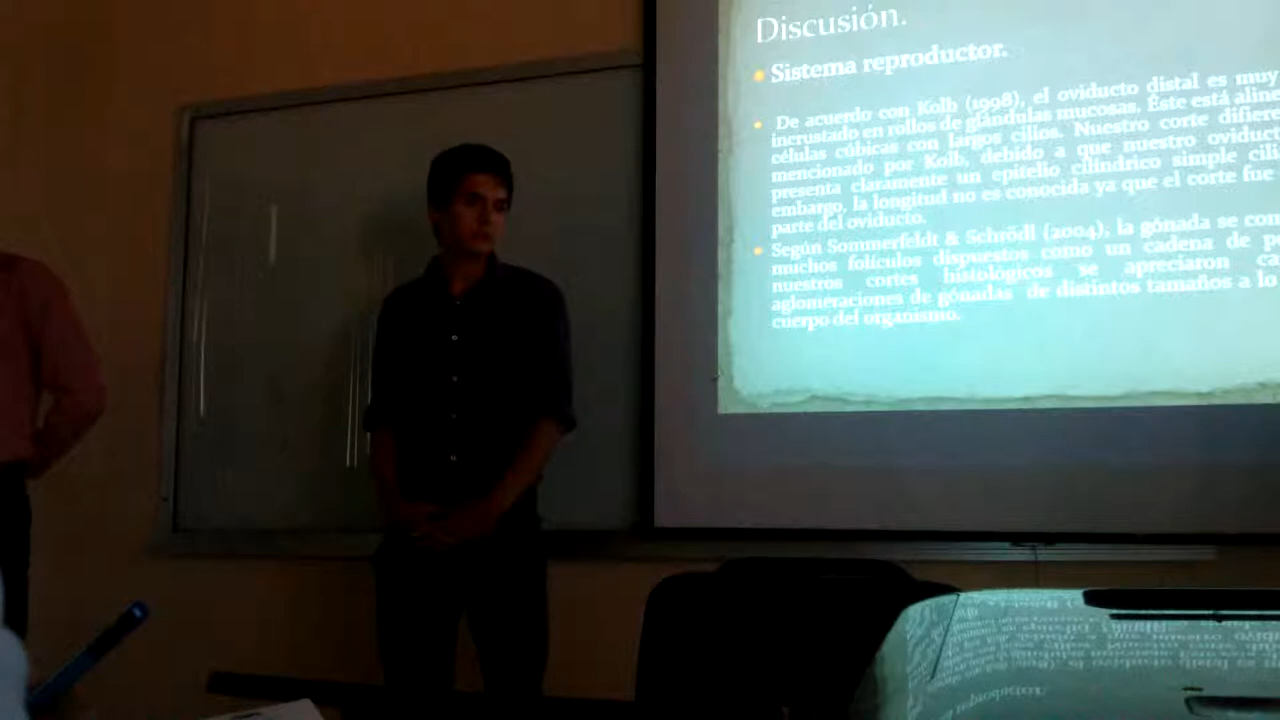 Discusión.
Sistema reproductor.
De acuerdo con Kolb (1998), el oviducto distal es muy
incrustado en rollos de glándulas mucosas. Éste está aline
células cúbicas con largos cilios. Nuestro corte difiere
mencionado por Kolb, debido a que nuestro oviduct
presenta claramente un epitelio cilíndrico simple cili
embargo, la longitud no es conocida ya que el corte fue
parte del oviducto.
Según Sommerfeldt & Schrödl (2004), la gónada se con
muchos folículos dispuestos como un cadena de p
nuestros cortes histológicos se apreciaron ca
aglomeraciones de gónadas de distintos tamaños a lo
cuerpo del organismo.